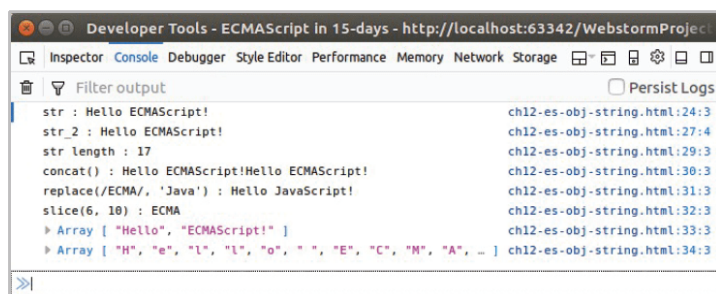 Developer Tools - ECMAScript in 15-days - http://localhost:63342/WebstormProject
Inspector Console Debugger Style Editor Performance Memory Network Storage
Filter output Persist Logs
str : Hello ECMAScript! ch12-es-obj-string.html:24:3
str_2 : Hello ECMAScript! ch12-es-obj-string.html:27:4
str length : 17 ch12-es-obj-string.html:29:3
concat() : Hello ECMAScript!Hello ECMAScript! ch12-es-obj-string.html:30:3
replace(/ECMA/, 'Java') : Hello JavaScript! ch12-es-obj-string.html:31:3
slice(6, 10) : ECMA ch12-es-obj-string.html:32:3
Array [ "Hello", "ECMAScript!" ] ch12-es-obj-string.html:33:3
Array [ "H", "e", "l", "l", "o", " ", "E", "C", "M", "A", … ] ch12-es-obj-string.html:34:3